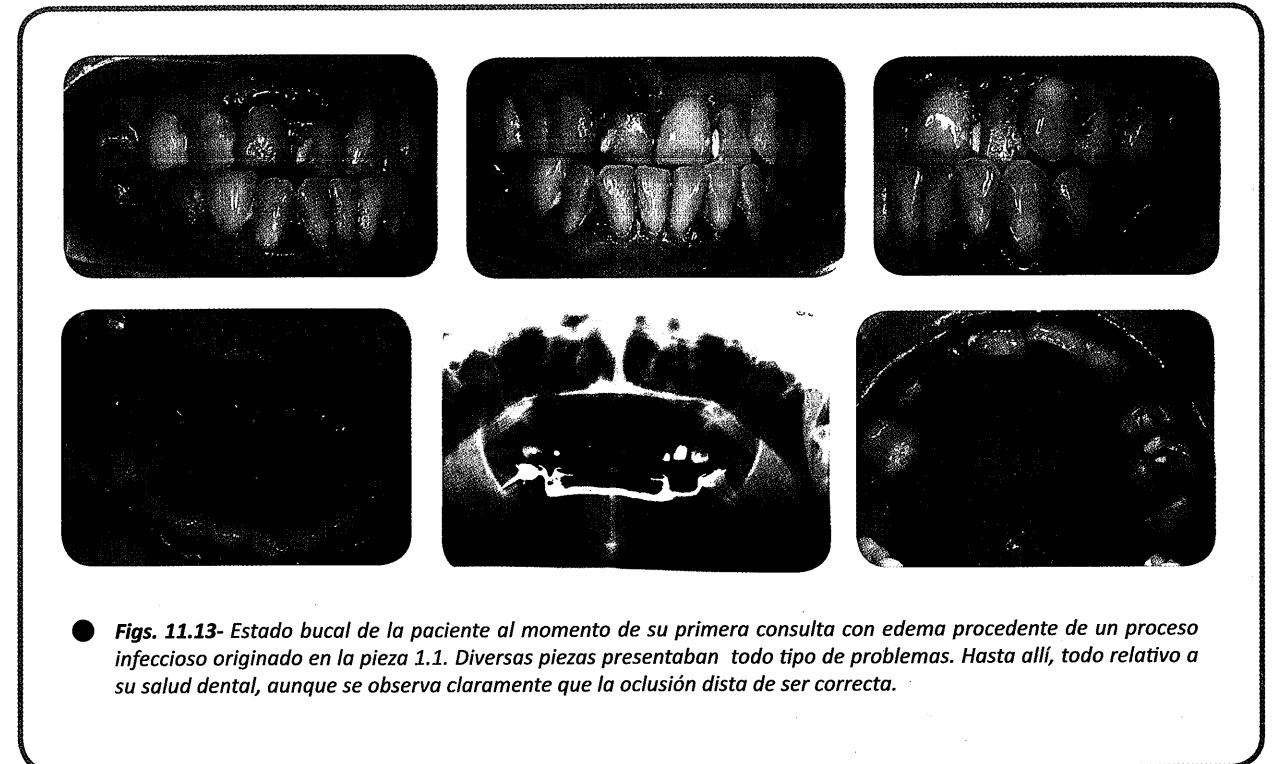 ● Figs. 11.13- Estado bucal de la paciente al momento de su primera consulta con edema procedente de un proceso
infeccioso originado en la pieza 1.1. Diversas piezas presentaban todo tipo de problemas. Hasta allí, todo relativo a
su salud dental, aunque se observa claramente que la oclusión dista de ser correcta.